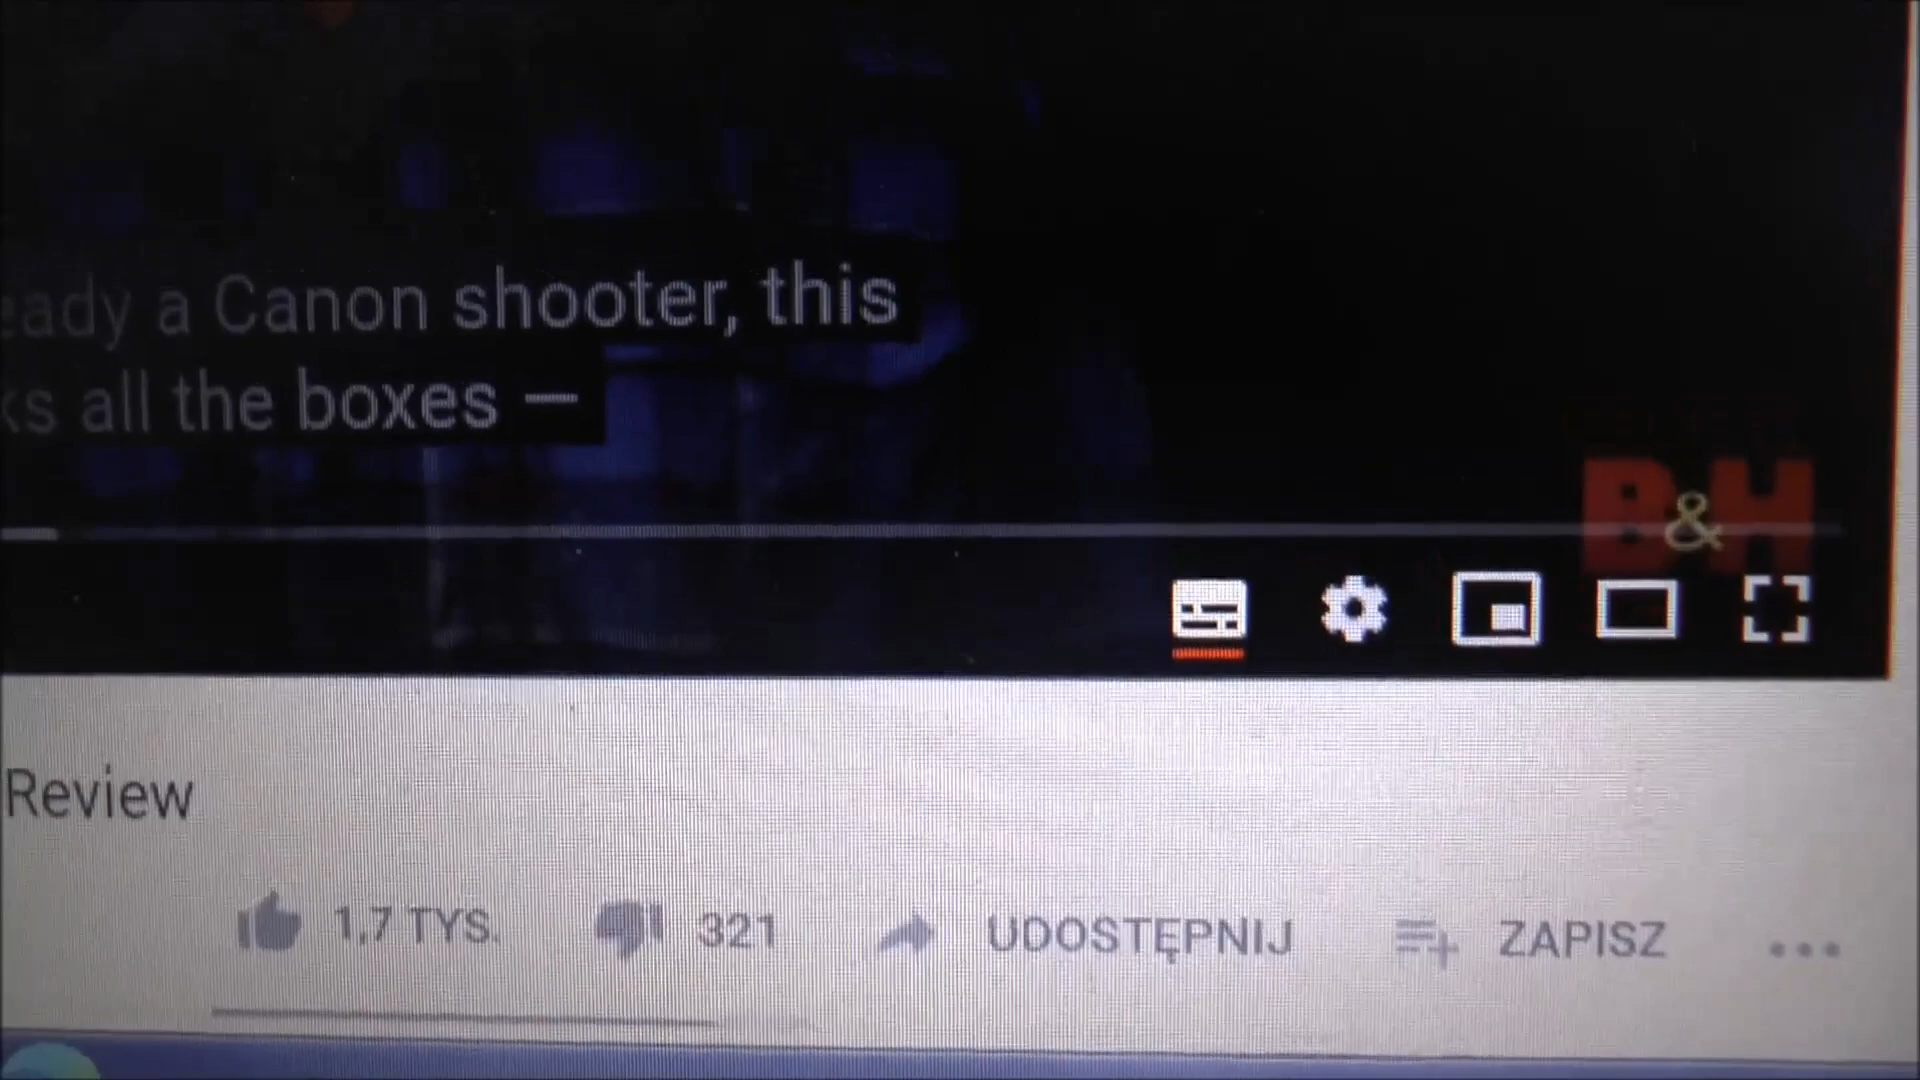 a Canon shooter, this
all the boxes —
B&H
Review
1,7 TYS. 321 UDOSTĘPNIJ ZAPISZ